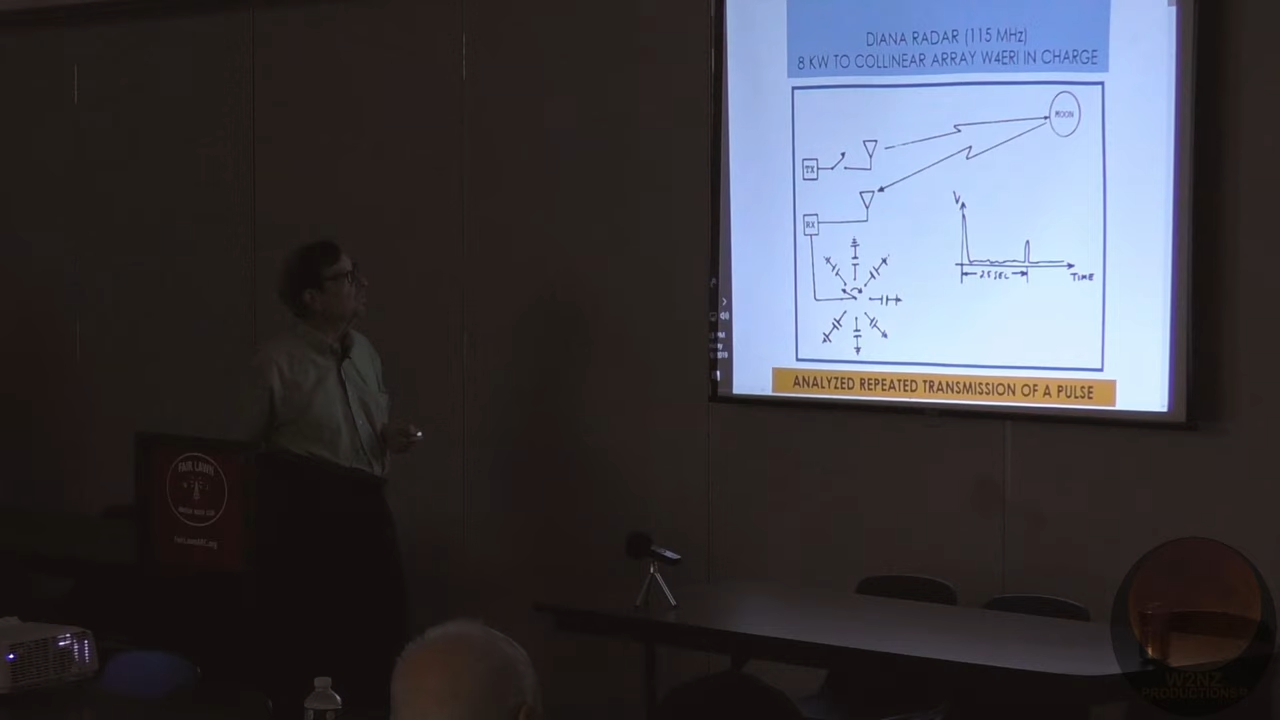 DIANA RADAR (115 MHz)
8 KW TO COLLINEAR ARRAY W4ERI IN CHARGE
MOON
TX
RX
V
2.5 SEC
TIME
ANALYZED REPEATED TRANSMISSION OF A PULSE
FAIR LAWN
FairLawnARC.org
W2NZ
PRODUCTIONS